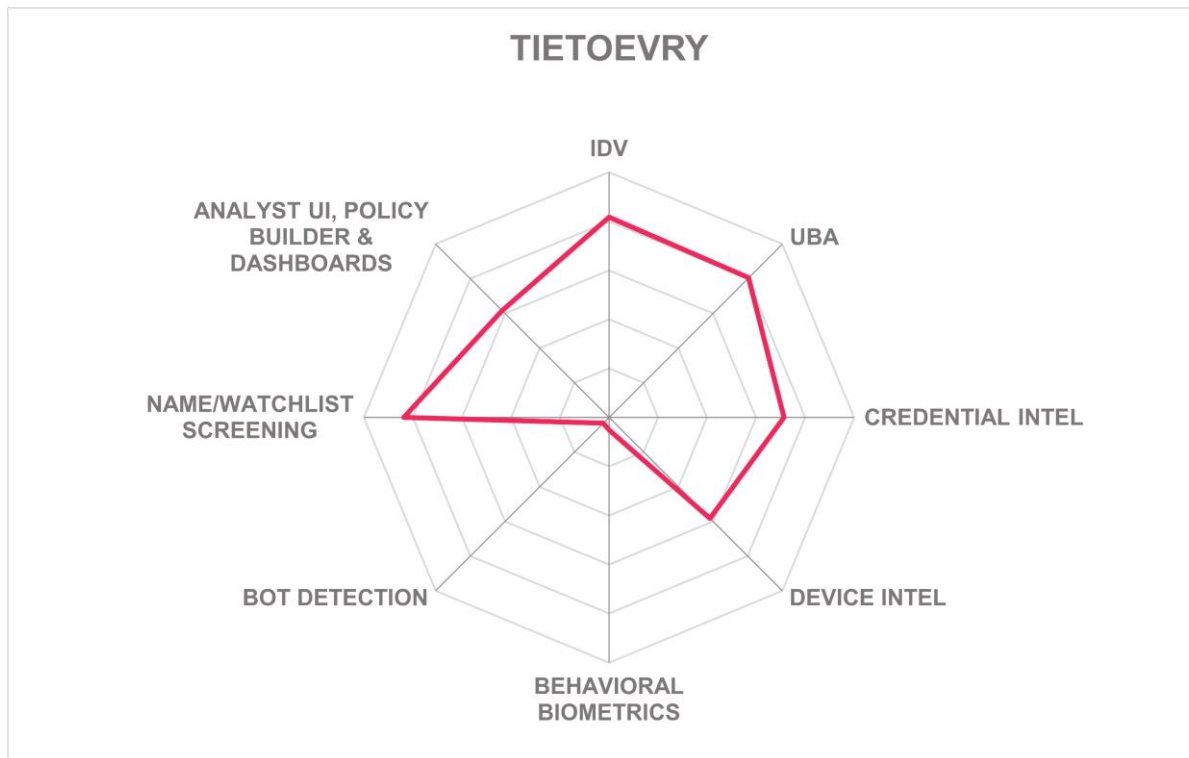 TIETOEVRY
IDV
UBA
CREDENTIAL INTEL
DEVICE INTEL
BEHAVIORAL
BIOMETRICS
BOT DETECTION
NAME/WATCHLIST
SCREENING
ANALYST UI, POLICY
BUILDER &
DASHBOARDS